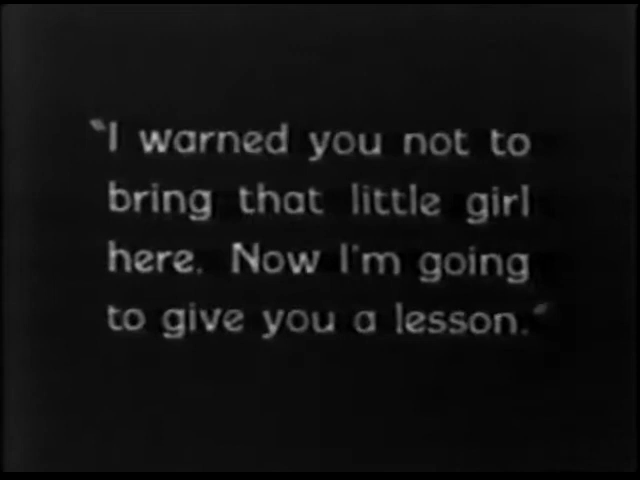 "I warned you not to
bring that little girl
here. Now I'm going
to give you a lesson."